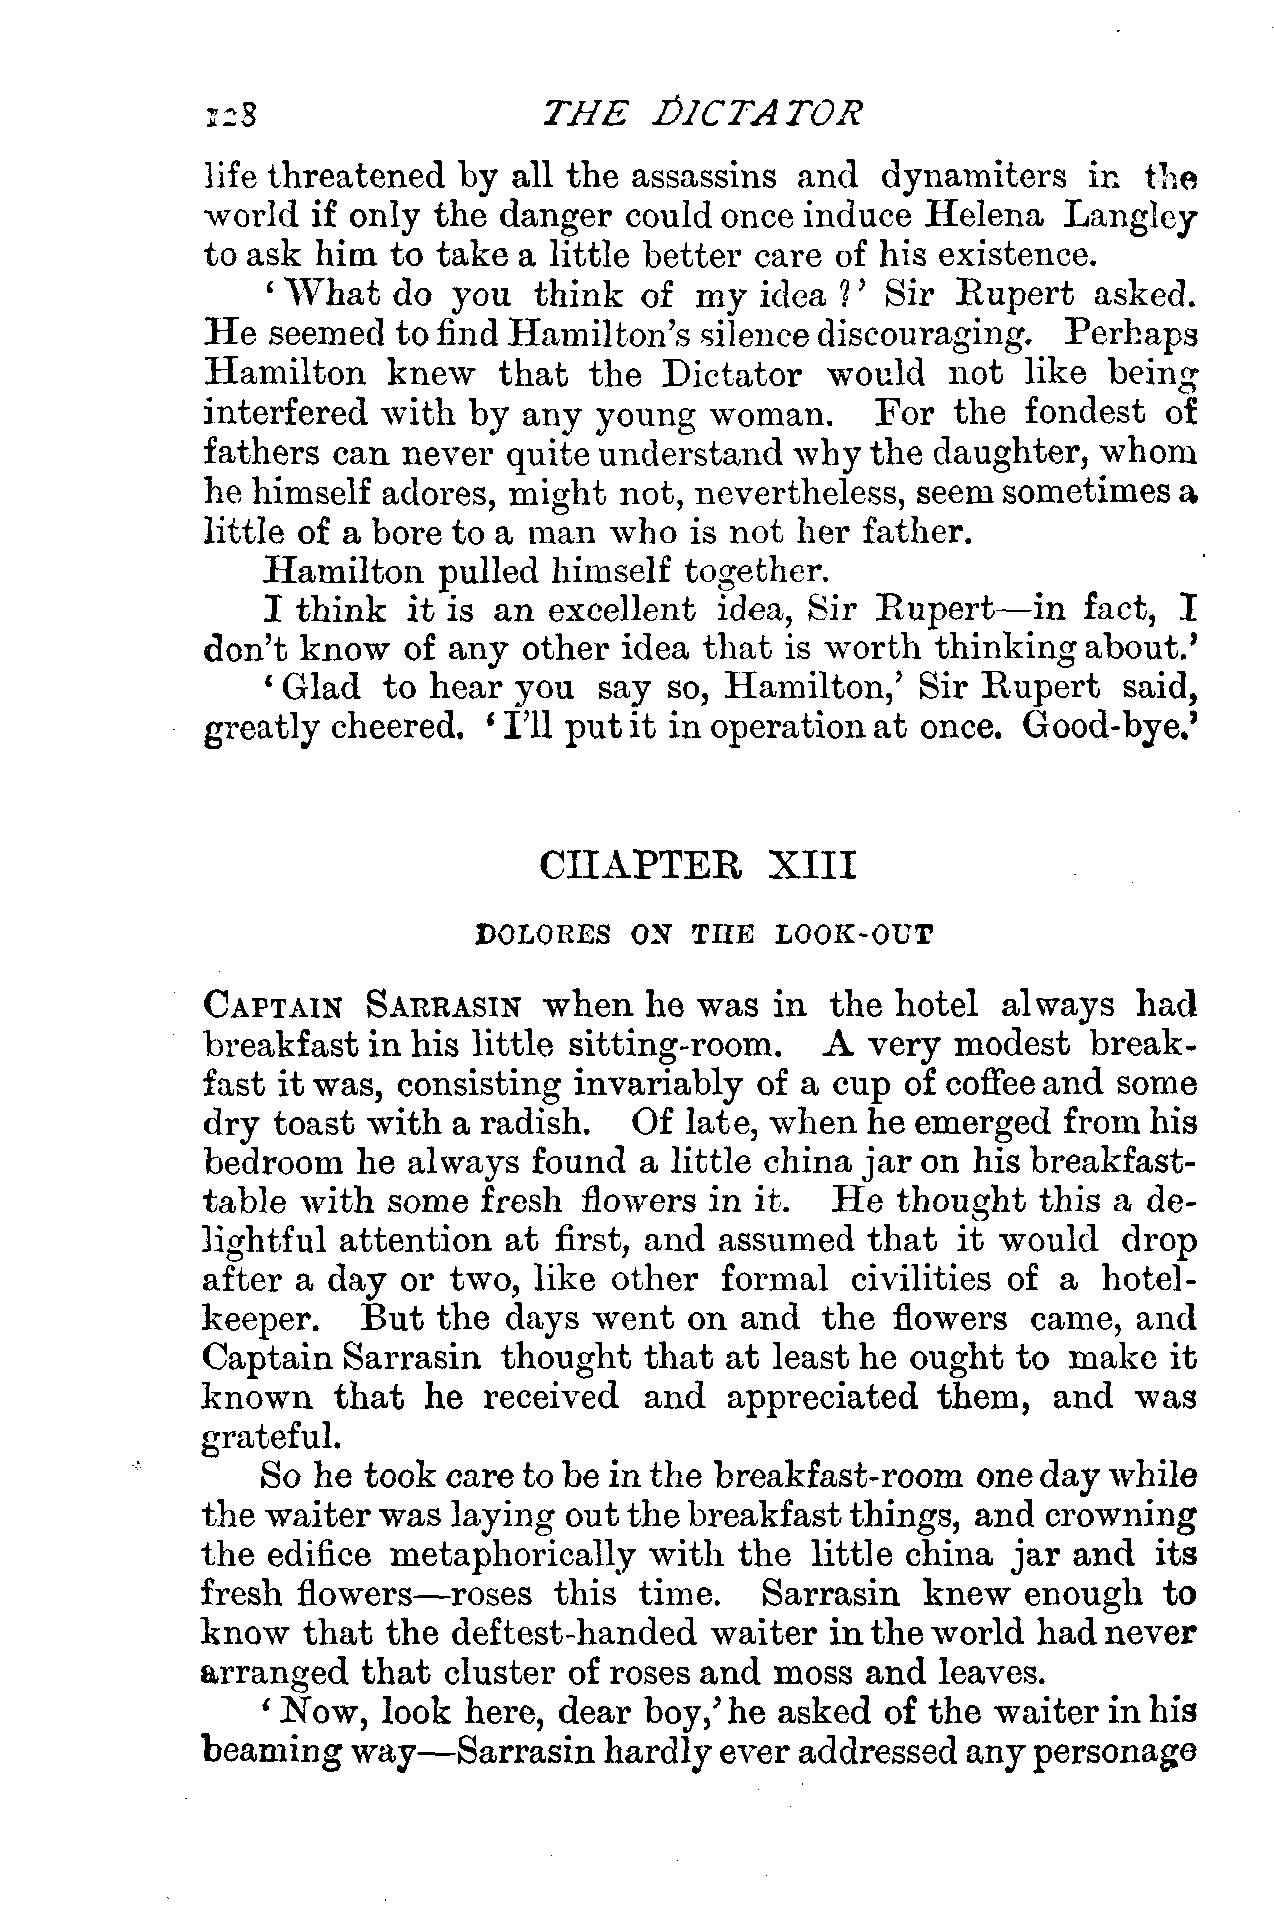 128 THE DICTATOR
life threatened by all the assassins and dynamiters in the
world if only the danger could once induce Helena Langley
to ask him to take a little better care of his existence.
‘ What do you think of my idea ?’ Sir Rupert asked.
He seemed to find Hamilton’s silence discouraging. Perhaps
Hamilton knew that the Dictator would not like being
interfered with by any young woman. For the fondest of
fathers can never quite understand why the daughter, whom
he himself adores, might not, nevertheless, seem sometimes a
little of a bore to a man who is not her father.
Hamilton pulled himself together.
I think it is an excellent idea, Sir Rupert—in fact, I
don’t know of any other idea that is worth thinking about.’
‘ Glad to hear you say so, Hamilton,’ Sir Rupert said,
greatly cheered. ‘ I’ll put it in operation at once. Good-bye.’
CHAPTER XIII
DOLORES ON THE LOOK-OUT
CAPTAIN SARRASIN when he was in the hotel always had
breakfast in his little sitting-room. A very modest break-
fast it was, consisting invariably of a cup of coffee and some
dry toast with a radish. Of late, when he emerged from his
bedroom he always found a little china jar on his breakfast-
table with some fresh flowers in it. He thought this a de-
lightful attention at first, and assumed that it would drop
after a day or two, like other formal civilities of a hotel-
keeper. But the days went on and the flowers came, and
Captain Sarrasin thought that at least he ought to make it
known that he received and appreciated them, and was
grateful.
So he took care to be in the breakfast-room one day while
the waiter was laying out the breakfast things, and crowning
the edifice metaphorically with the little china jar and its
fresh flowers—roses this time. Sarrasin knew enough to
know that the deftest-handed waiter in the world had never
arranged that cluster of roses and moss and leaves.
‘ Now, look here, dear boy,’ he asked of the waiter in his
beaming way—Sarrasin hardly ever addressed any personage